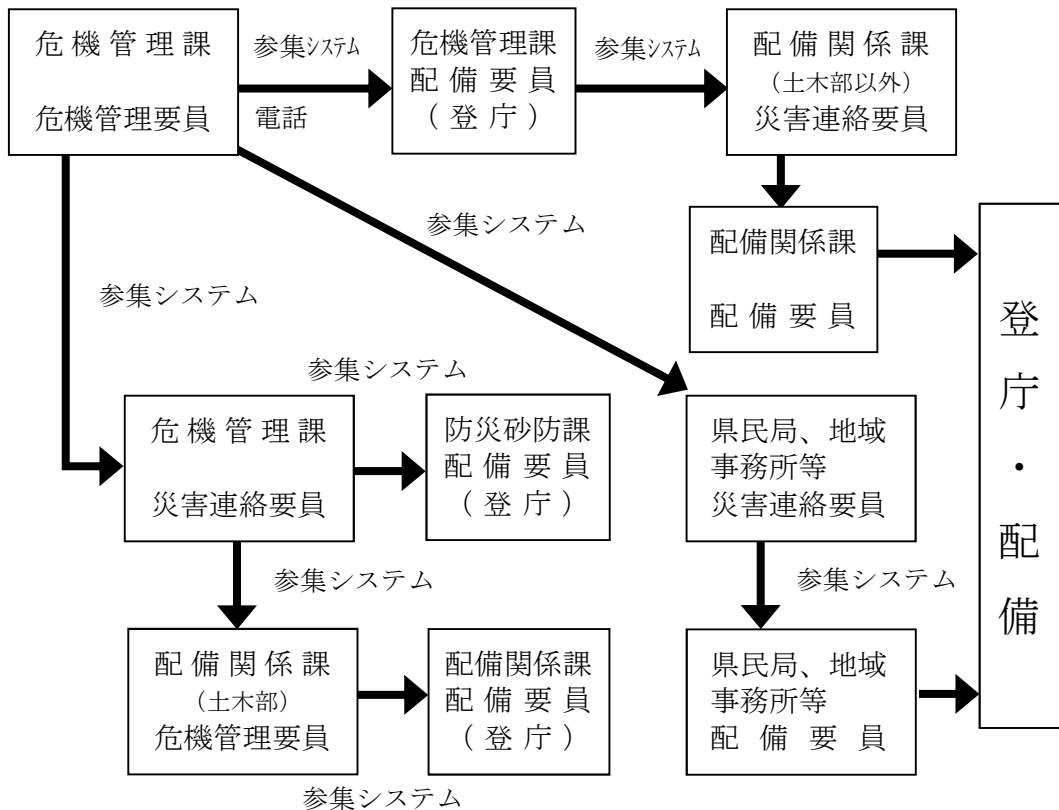 危機管理課
危機管理要員
参集システム
電話
危機管理課
配備要員
(登庁)
参集システム
配備関係課
(土木部以外)
災害連絡要員
配備関係課
配備要員
参集システム
参集システム
登庁・配備
参集システム
危機管理課
災害連絡要員
防災砂防課
配備要員
(登庁)
県民局、地域
事務所等
災害連絡要員
参集システム
参集システム
配備関係課
(土木部)
危機管理要員
配備関係課
配備要員
(登庁)
県民局、地域
事務所等
配備要員
参集システム